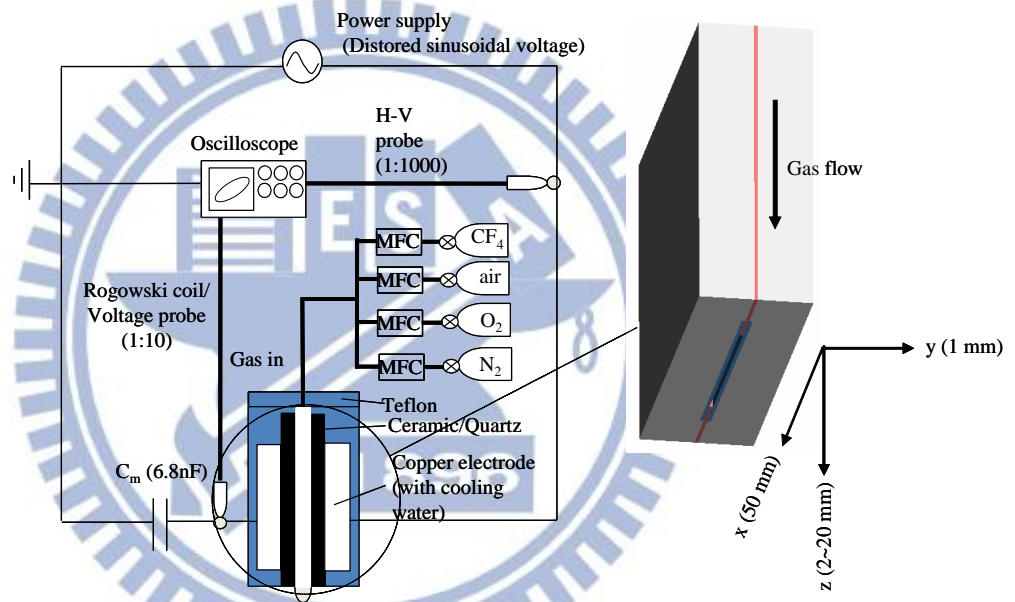 Power supply
(Distored sinusoidal voltage)
H-V
probe
(1:1000)
Oscilloscope
Gas flow
MFC
CF₄
MFC
air
MFC
O₂
MFC
N₂
Rogowski coil/
Voltage probe
(1:10)
Gas in
Teflon
Ceramic/Quartz
Copper electrode
(with cooling
water)
Cₘ (6.8nF)
y (1 mm)
x (50 mm)
z (2~20 mm)
ES
A